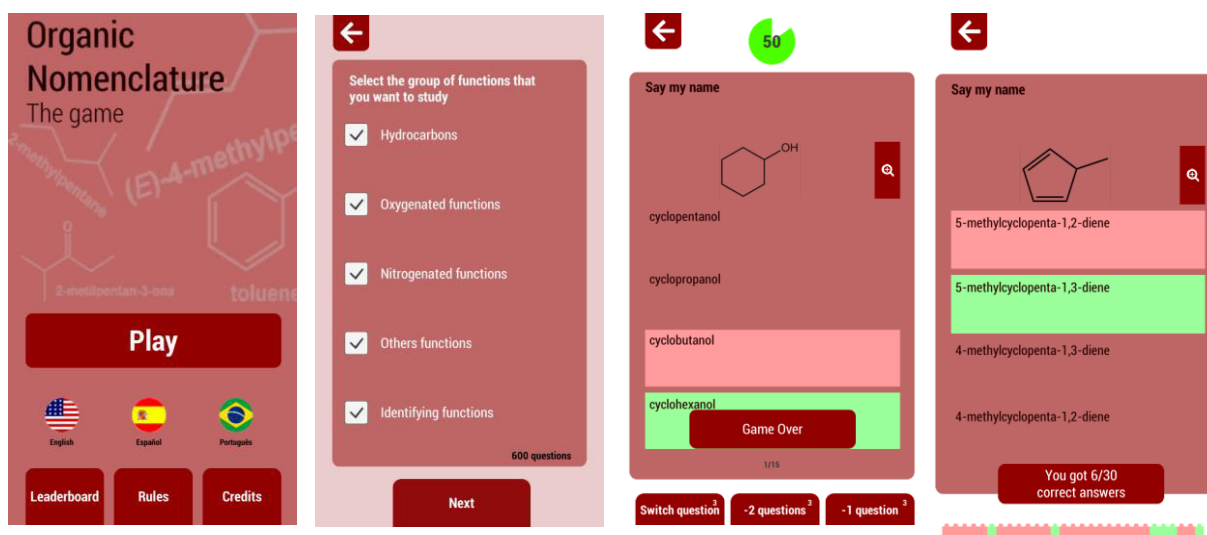 Organic
Nomenclature
The game
2-methylpentane
(E)-4-methylpe
O
2-metilpentan-3-ona
toluene
Play
English
Español
Português
Leaderboard
Rules
Credits
Select the group of functions that
you want to study
Hydrocarbons
Oxygenated functions
Nitrogenated functions
Others functions
Identifying functions
600 questions
Next
50
Say my name
OH
cyclopentanol
cyclopropanol
cyclobutanol
cyclohexanol
Game Over
1/15
Switch question 3
-2 questions 3
-1 question 3
Say my name
5-methylcyclopenta-1,2-diene
5-methylcyclopenta-1,3-diene
4-methylcyclopenta-1,3-diene
4-methylcyclopenta-1,2-diene
You got 6/30
correct answers